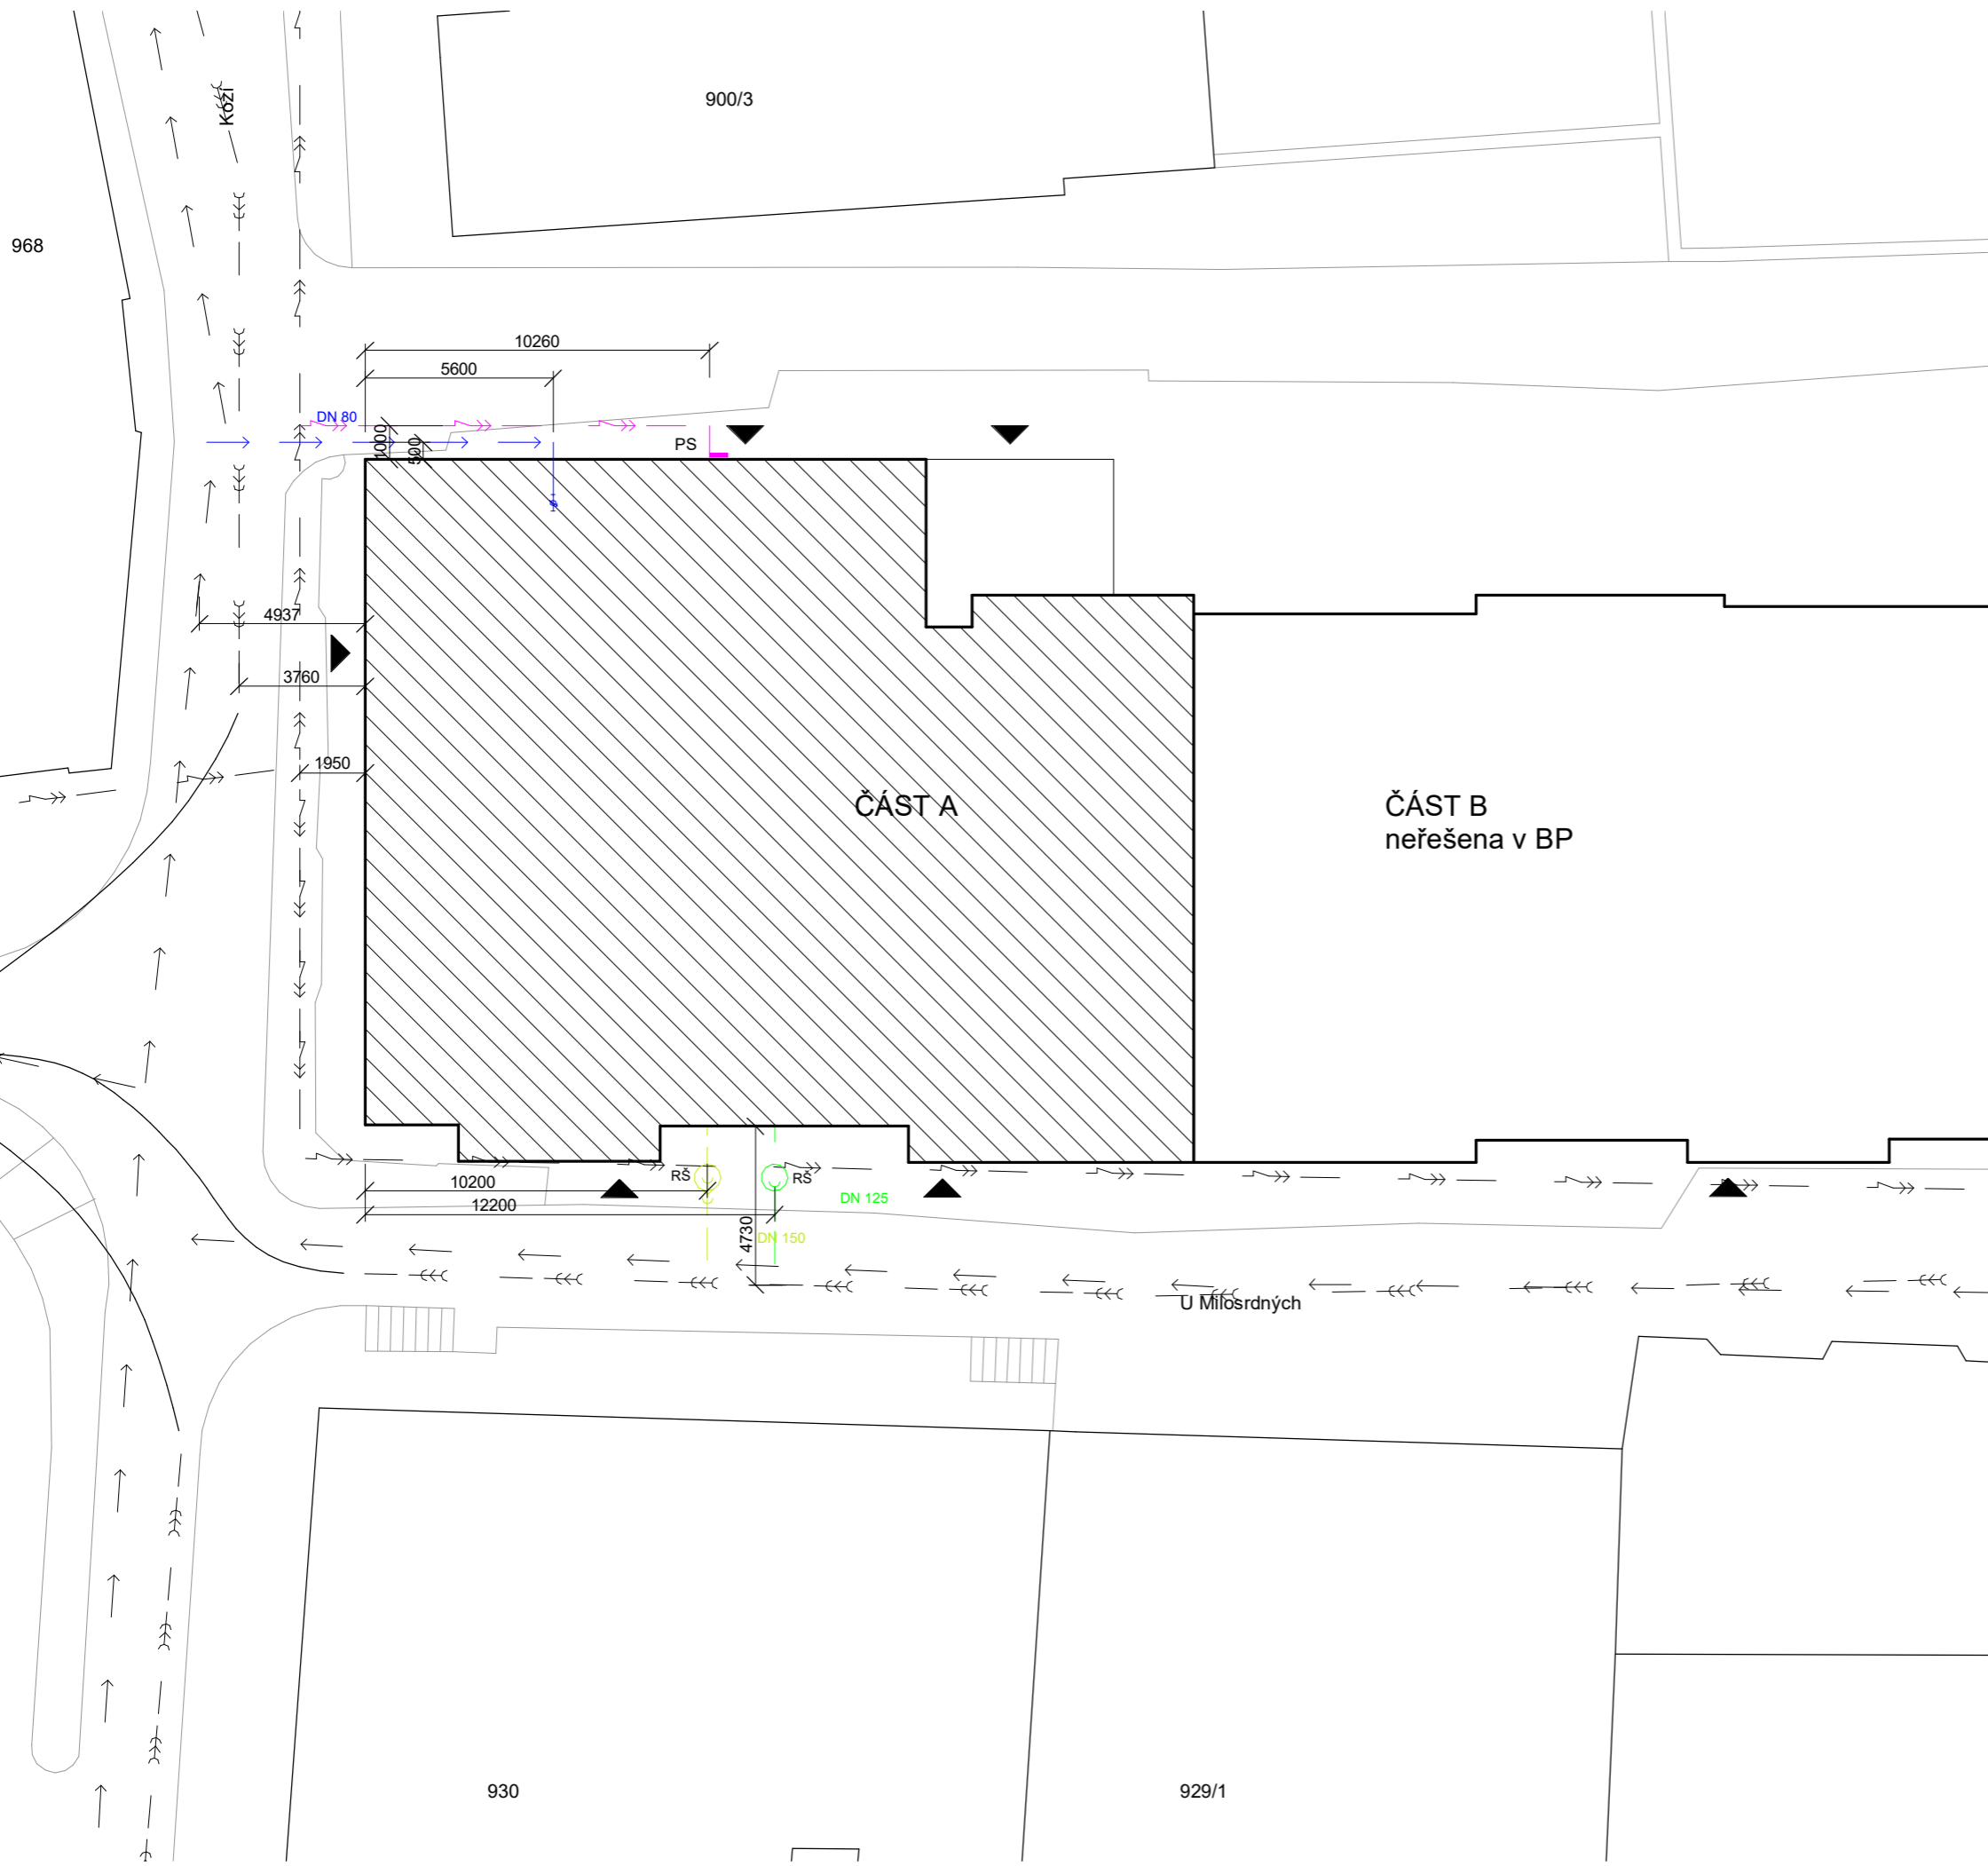 Kozí
900/3
968
10260
5600
DN 80
1000
500
PS
4937
3760
1950
ČÁST A
ČÁST B
neřešena v BP
RŠ
RŠ
10200
DN 125
12200
4730
DN 150
U Milosrdných
930
929/1